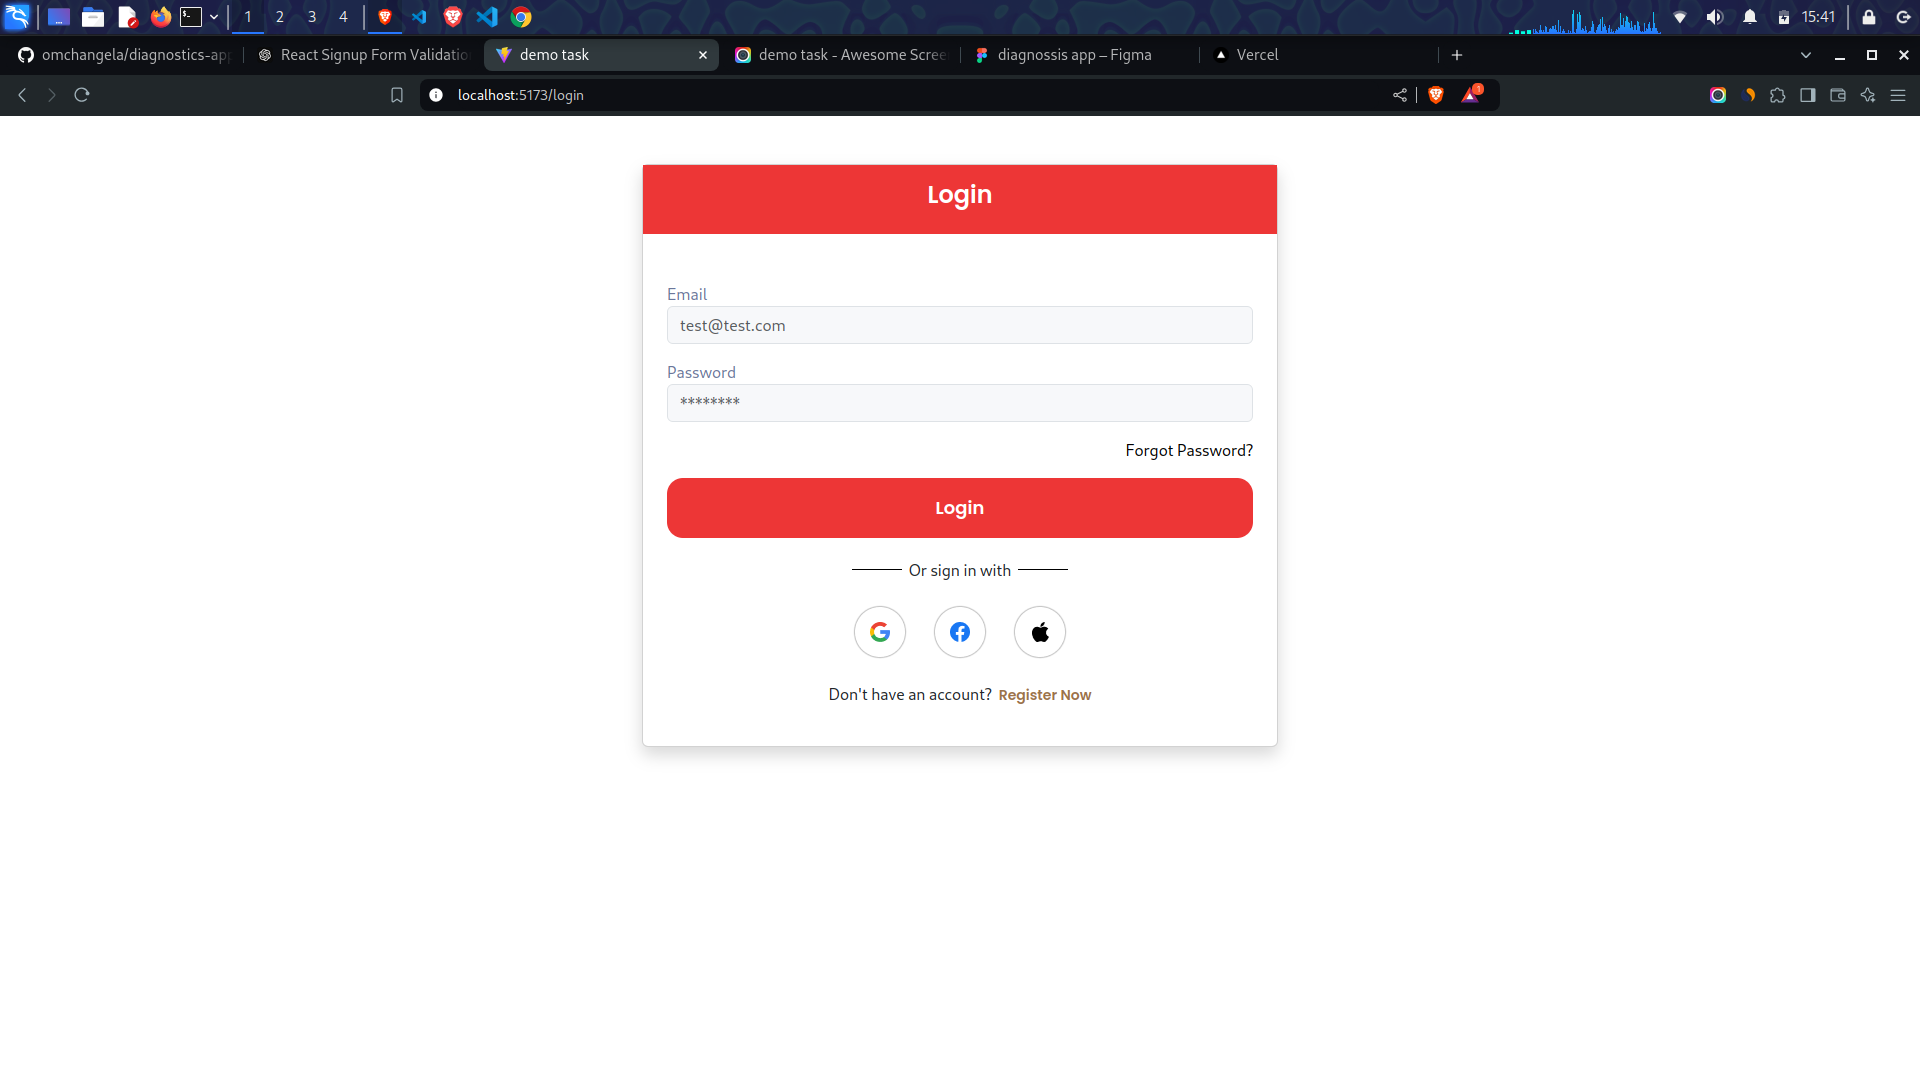 1 2 3 4 15:41
omchangela/diagnostics-app React Signup Form Validatio demo task demo task - Awesome Scree diagnossis app – Figma Vercel
localhost:5173/login 1
Login
Email
test@test.com
Password
********
Forgot Password?
Login
Or sign in with
Don't have an account? Register Now